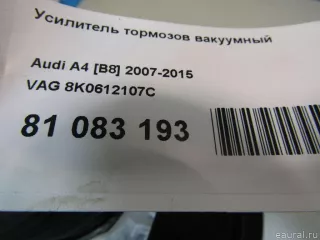 Усилитель тормозов вакуумный
Audi A4 [B8] 2007-2015
VAG 8K0612107C
81 083 193
© eaural.ru